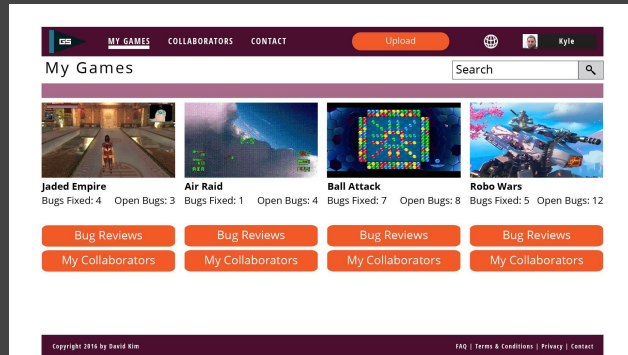 GS MY GAMES COLLABORATORS CONTACT Upload Kyle
My Games Search
Jaded Empire Air Raid Ball Attack Robo Wars
Bugs Fixed: 4 Open Bugs: 3 Bugs Fixed: 1 Open Bugs: 4 Bugs Fixed: 7 Open Bugs: 8 Bugs Fixed: 5 Open Bugs: 12
Bug Reviews Bug Reviews Bug Reviews Bug Reviews
My Collaborators My Collaborators My Collaborators My Collaborators
Copyright 2016 by David Kim FAQ | Terms & Conditions | Privacy | Contact